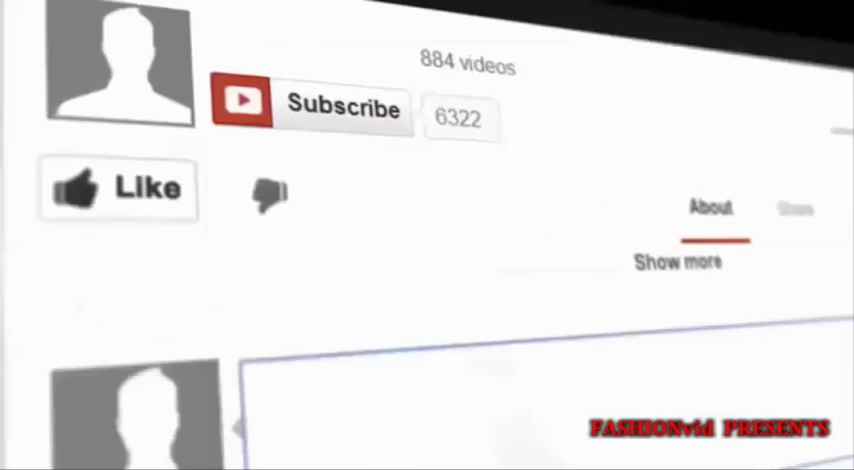 884 videos
Subscribe
6322
Like
About
Show more
FASHIONvid PRESENTS